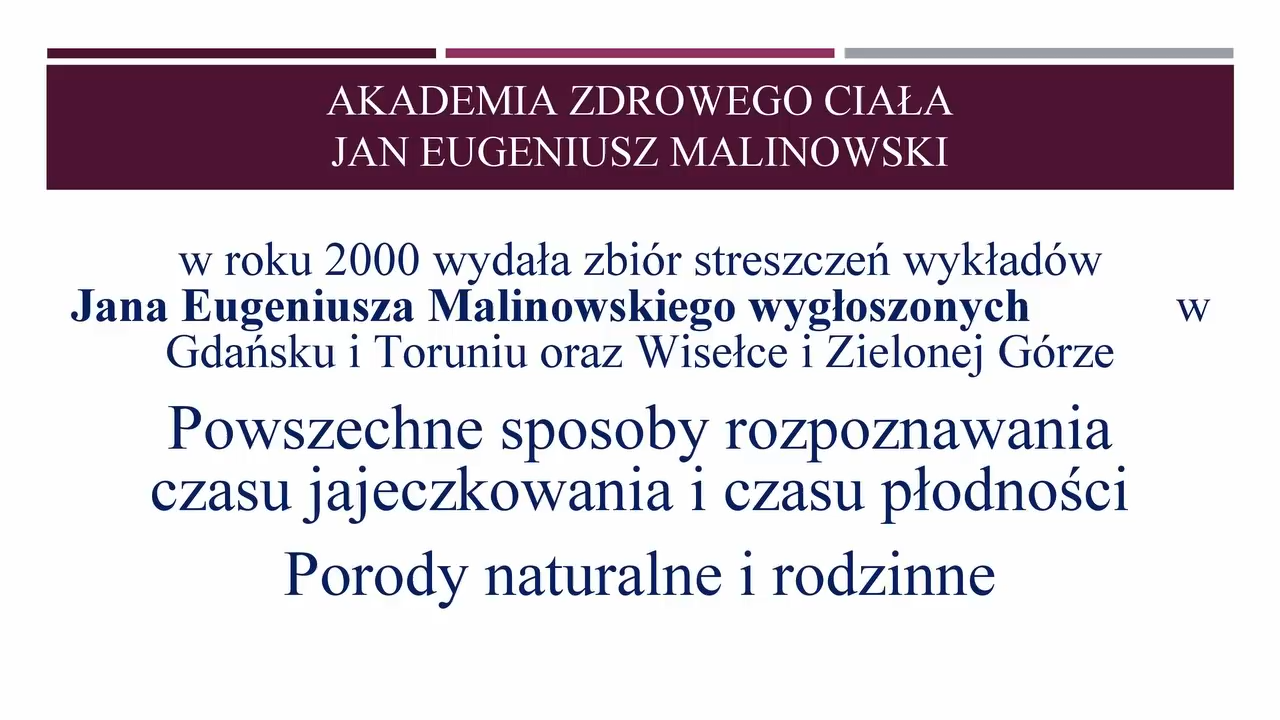 AKADEMIA ZDROWEGO CIAŁA
JAN EUGENIUSZ MALINOWSKI
w roku 2000 wydała zbiór streszczeń wykładów
Jana Eugeniusza Malinowskiego wygłoszonych w
Gdańsku i Toruniu oraz Wisełce i Zielonej Górze
Powszechne sposoby rozpoznawania
czasu jajeczkowania i czasu płodności
Porody naturalne i rodzinne